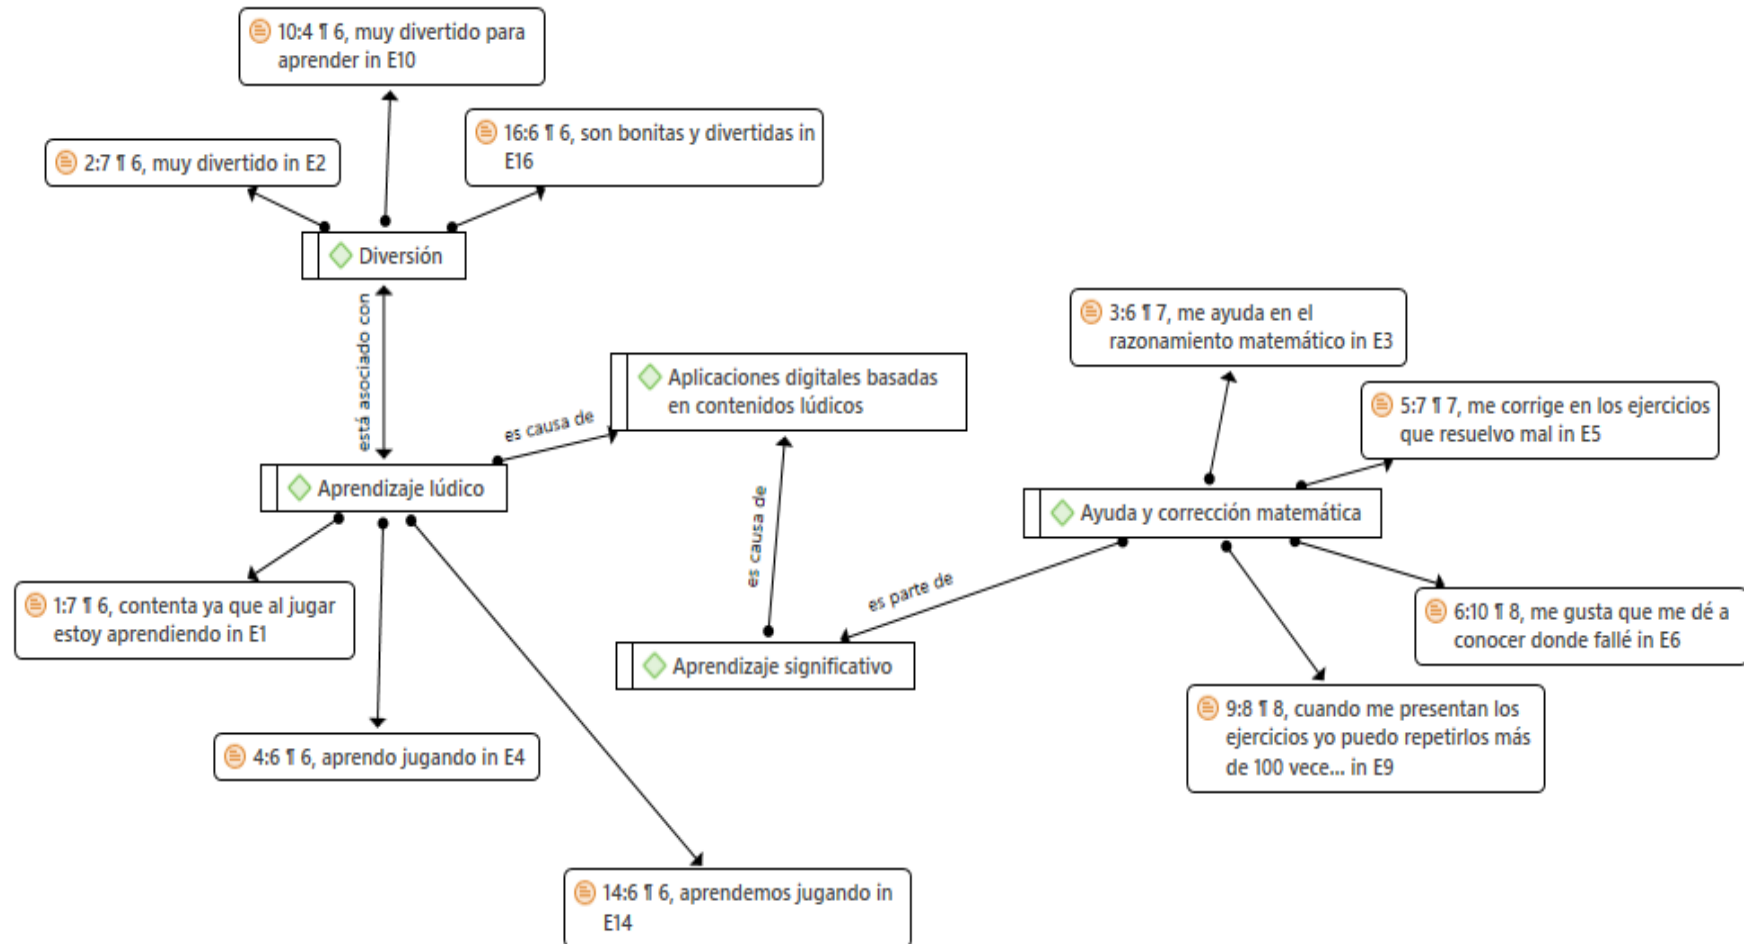 10:4 ¶ 6, muy divertido para
aprender in E10
16:6 ¶ 6, son bonitas y divertidas in
E16
2:7 ¶ 6, muy divertido in E2
Diversión
está asociado con
3:6 ¶ 7, me ayuda en el
razonamiento matemático in E3
Aplicaciones digitales basadas
en contenidos lúdicos
es causa de
5:7 ¶ 7, me corrige en los ejercicios
que resuelvo mal in E5
Aprendizaje lúdico
es causa de
Ayuda y corrección matemática
es parte de
1:7 ¶ 6, contenta ya que al jugar
estoy aprendiendo in E1
6:10 ¶ 8, me gusta que me dé a
conocer donde fallé in E6
Aprendizaje significativo
9:8 ¶ 8, cuando me presentan los
ejercicios yo puedo repetirlos más
de 100 vece... in E9
4:6 ¶ 6, aprendo jugando in E4
14:6 ¶ 6, aprendemos jugando in
E14